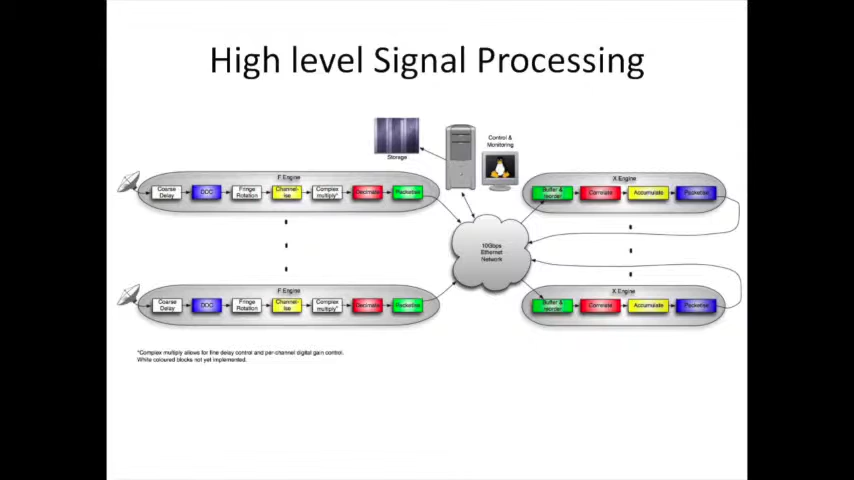 High level Signal Processing
Storage
Control &
Monitoring
F Engine
Coarse
Delay
DDC
Fringe
Rotation
Channel-
ise
Complex
multiply*
Decimate
Packetise
X Engine
Buffer &
reorder
Correlate
Accumulate
Packetise
10Gbps
Ethernet
Network
F Engine
Coarse
Delay
DDC
Fringe
Rotation
Channel-
ise
Complex
multiply*
Decimate
Packetise
X Engine
Buffer &
reorder
Correlate
Accumulate
Packetise
*Complex multiply allows for fine delay control and per-channel digital gain control.
White coloured blocks not yet implemented.